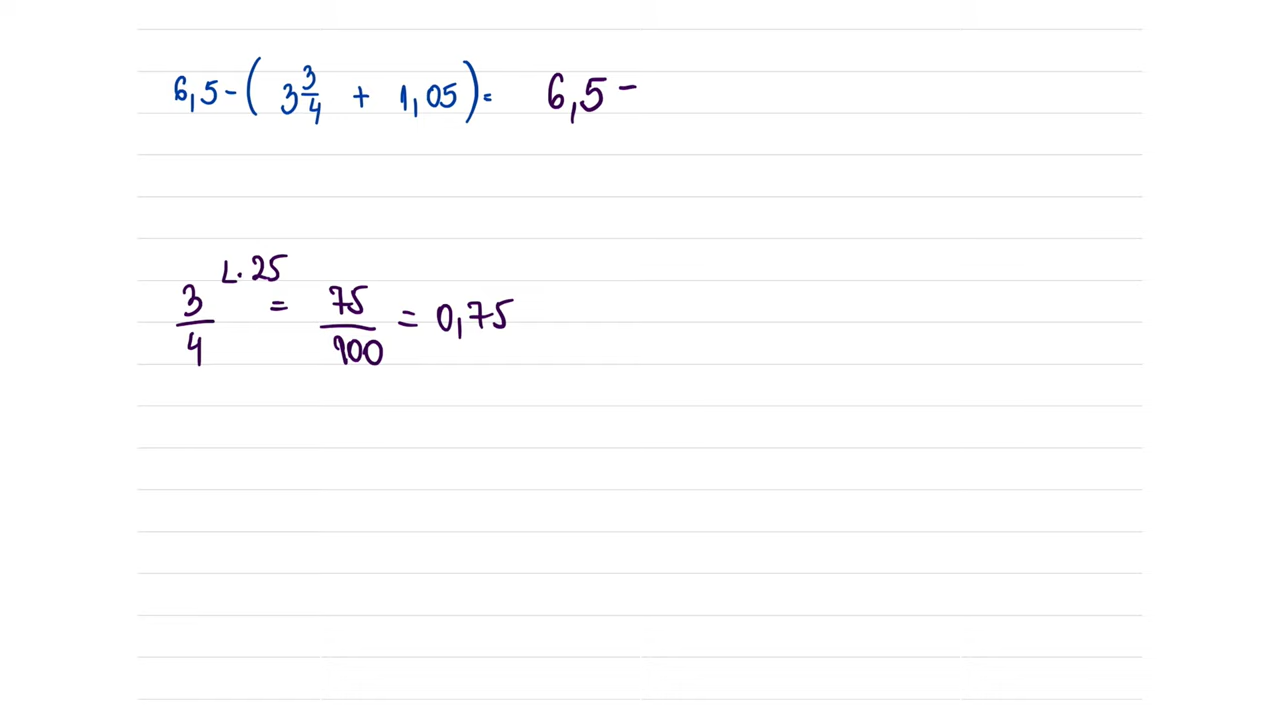 6,5 - ( 3 3/4 + 1,05 ) = 6,5 -
3/4 L·25 = 75/100 = 0,75